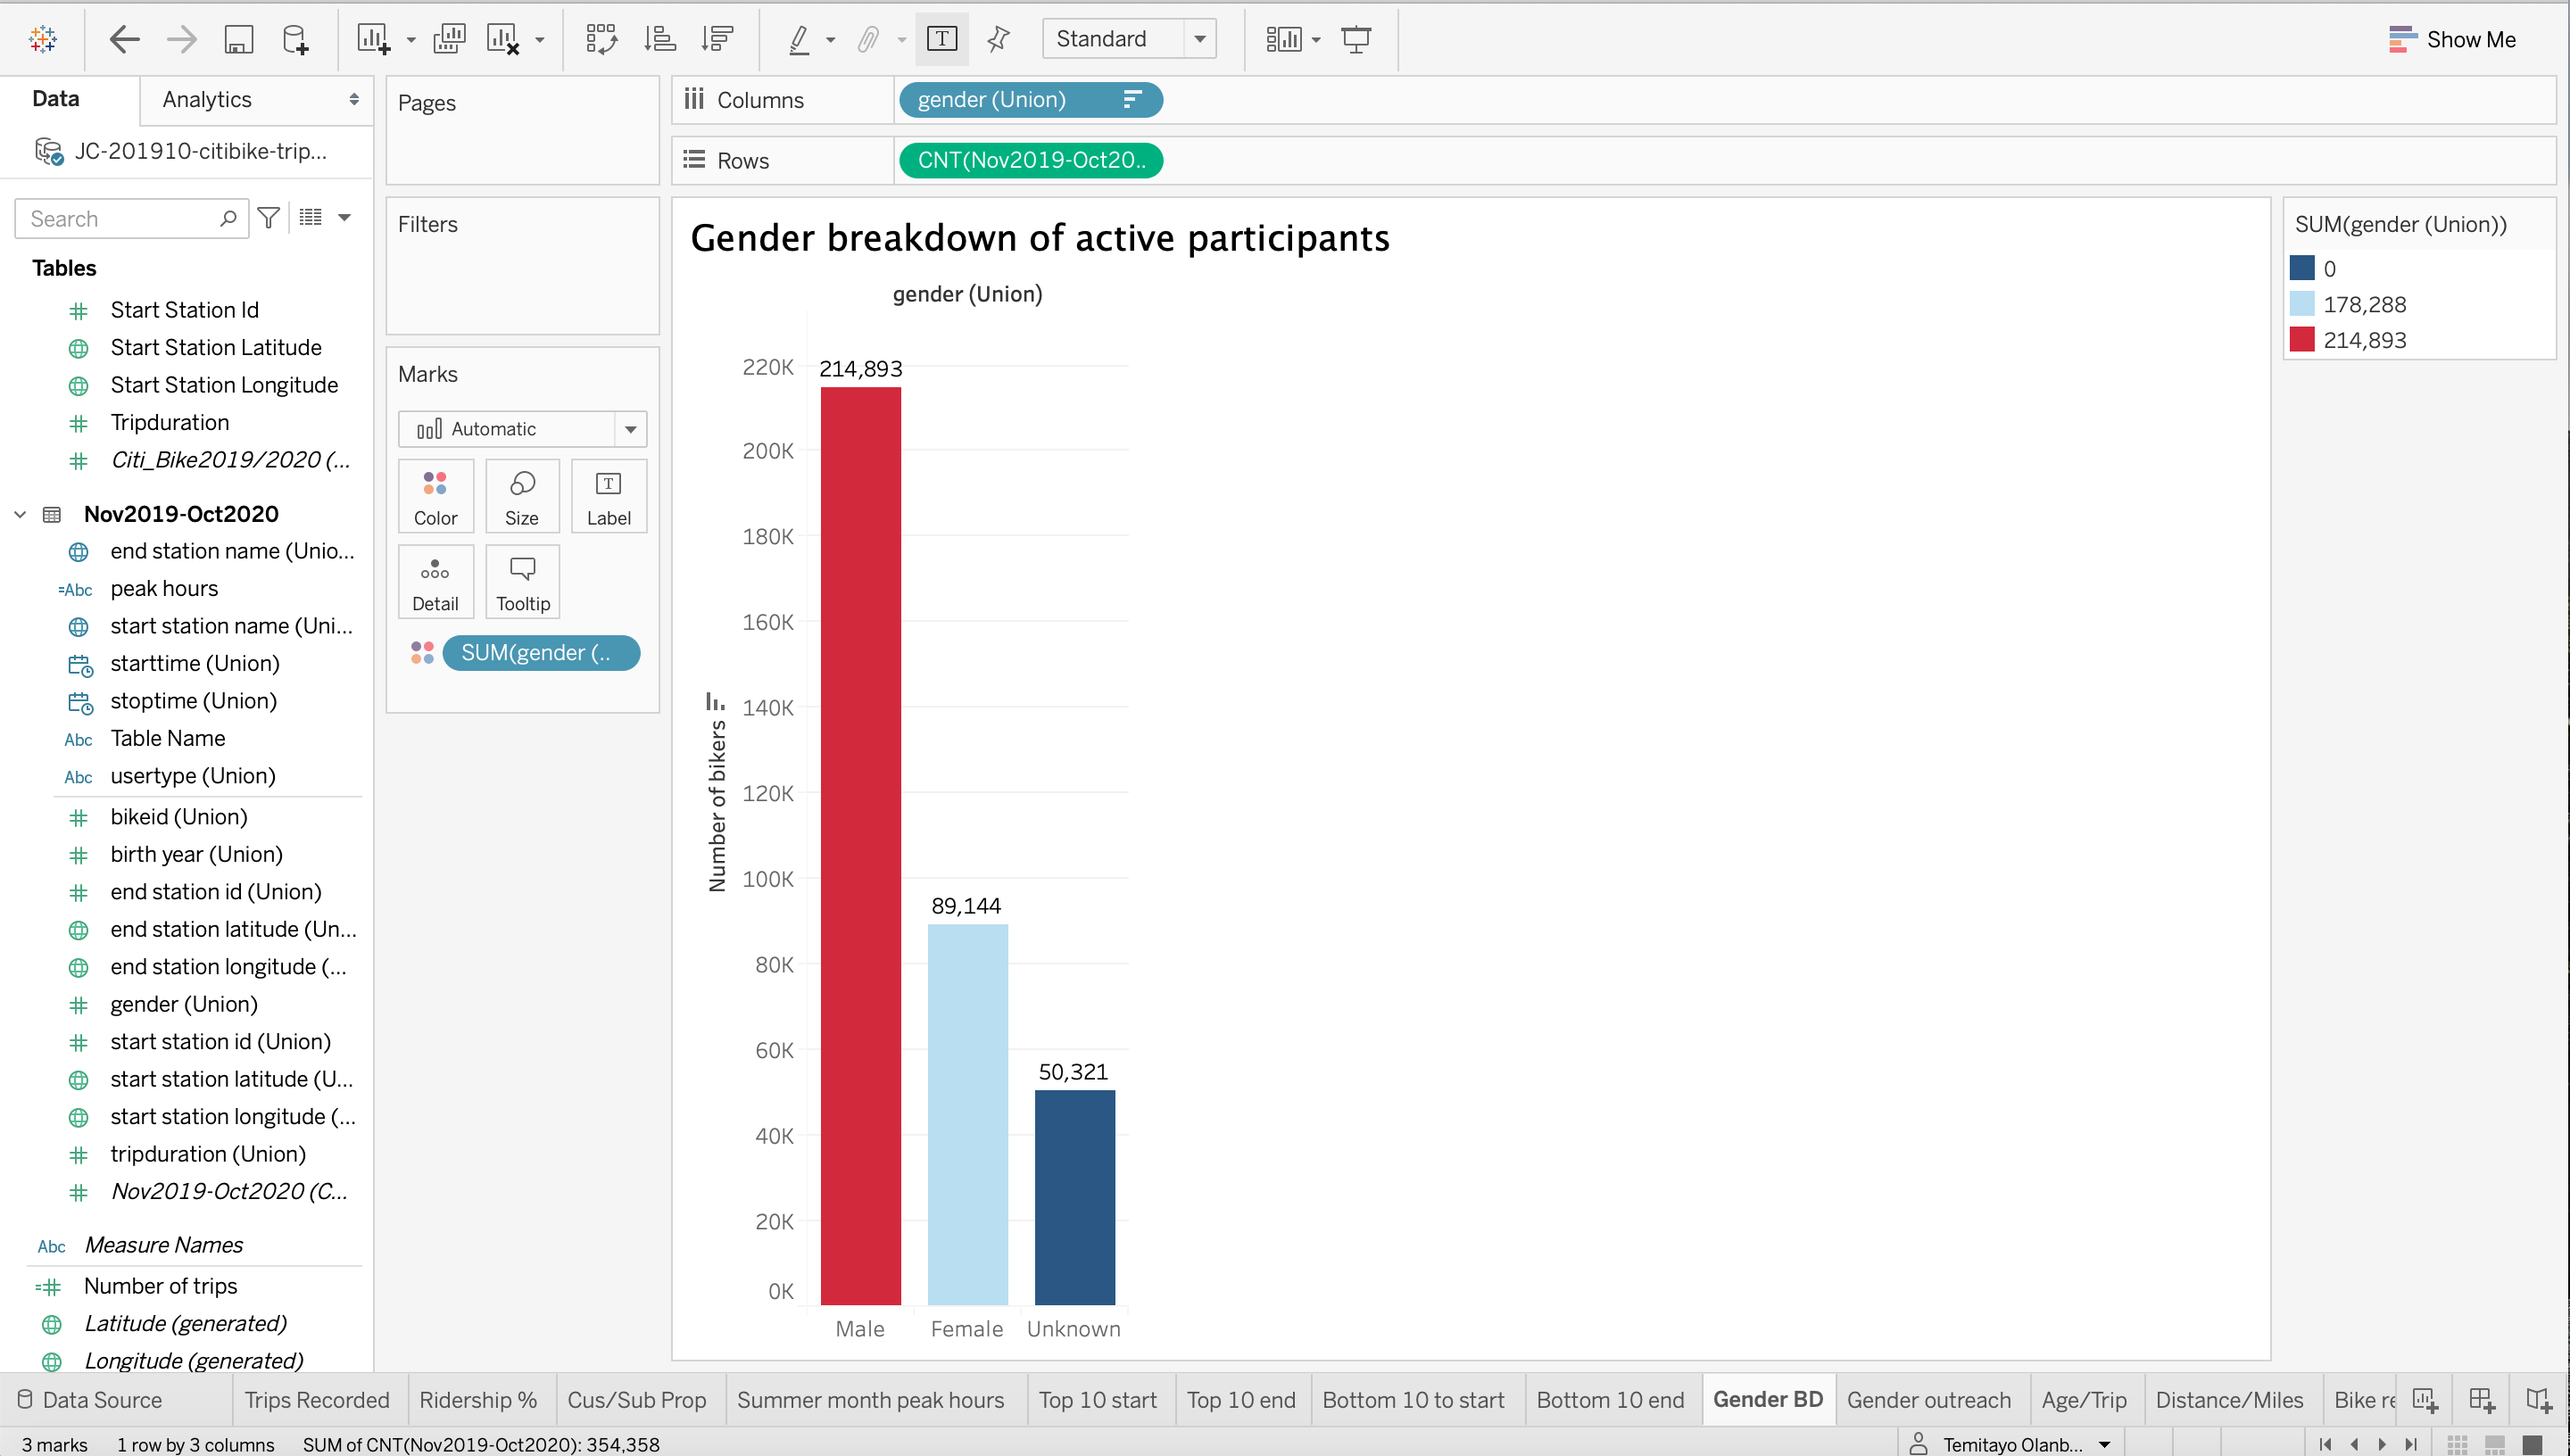 Standard
Show Me
Data
Analytics
JC-201910-citibike-trip...
Search
Tables
Start Station Id
Start Station Latitude
Start Station Longitude
Tripduration
Citi_Bike2019/2020 (...
Nov2019-Oct2020
end station name (Unio...
=Abc peak hours
start station name (Uni...
starttime (Union)
stoptime (Union)
Abc Table Name
Abc usertype (Union)
bikeid (Union)
birth year (Union)
end station id (Union)
end station latitude (Un...
end station longitude (...
gender (Union)
start station id (Union)
start station latitude (U...
start station longitude (...
tripduration (Union)
Nov2019-Oct2020 (C...
Abc Measure Names
Number of trips
Latitude (generated)
Longitude (generated)
Pages
Filters
Marks
Automatic
Color
Size
Label
Detail
Tooltip
SUM(gender (..
Columns
gender (Union)
Rows
CNT(Nov2019-Oct20..
Gender breakdown of active participants
gender (Union)
Number of bikers
220K
200K
180K
160K
140K
120K
100K
80K
60K
40K
20K
0K
214,893
89,144
50,321
Male
Female
Unknown
SUM(gender (Union))
0
178,288
214,893
Data Source
Trips Recorded
Ridership %
Cus/Sub Prop
Summer month peak hours
Top 10 start
Top 10 end
Bottom 10 to start
Bottom 10 end
Gender BD
Gender outreach
Age/Trip
Distance/Miles
Bike re
3 marks
1 row by 3 columns
SUM of CNT(Nov2019-Oct2020): 354,358
Temitayo Olanb...